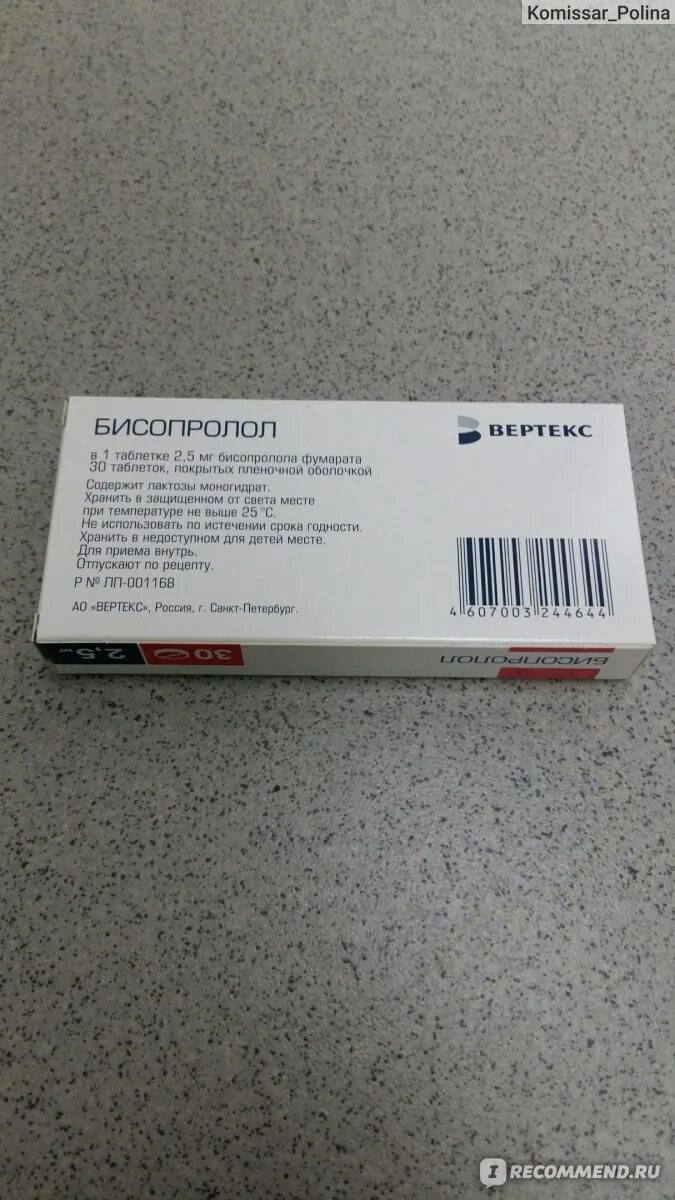 Komissar_Polina
БИСОПРОЛОЛ
ВЕРТЕКС
в 1 таблетке 2,5 мг бисопролола фумарата
30 таблеток, покрытых пленочной оболочкой
Содержит лактозы моногидрат.
Хранить в защищенном от света месте
при температуре не выше 25 °С.
Не использовать по истечении срока годности.
Хранить в недоступном для детей месте.
Для приема внутрь.
Отпускают по рецепту.
Р № ЛП-001168
АО «ВЕРТЕКС», Россия, г. Санкт-Петербург.
4 607003 244644
2,5 мг
30
БИСОПРОЛОЛ
IRECOMMEND.RU